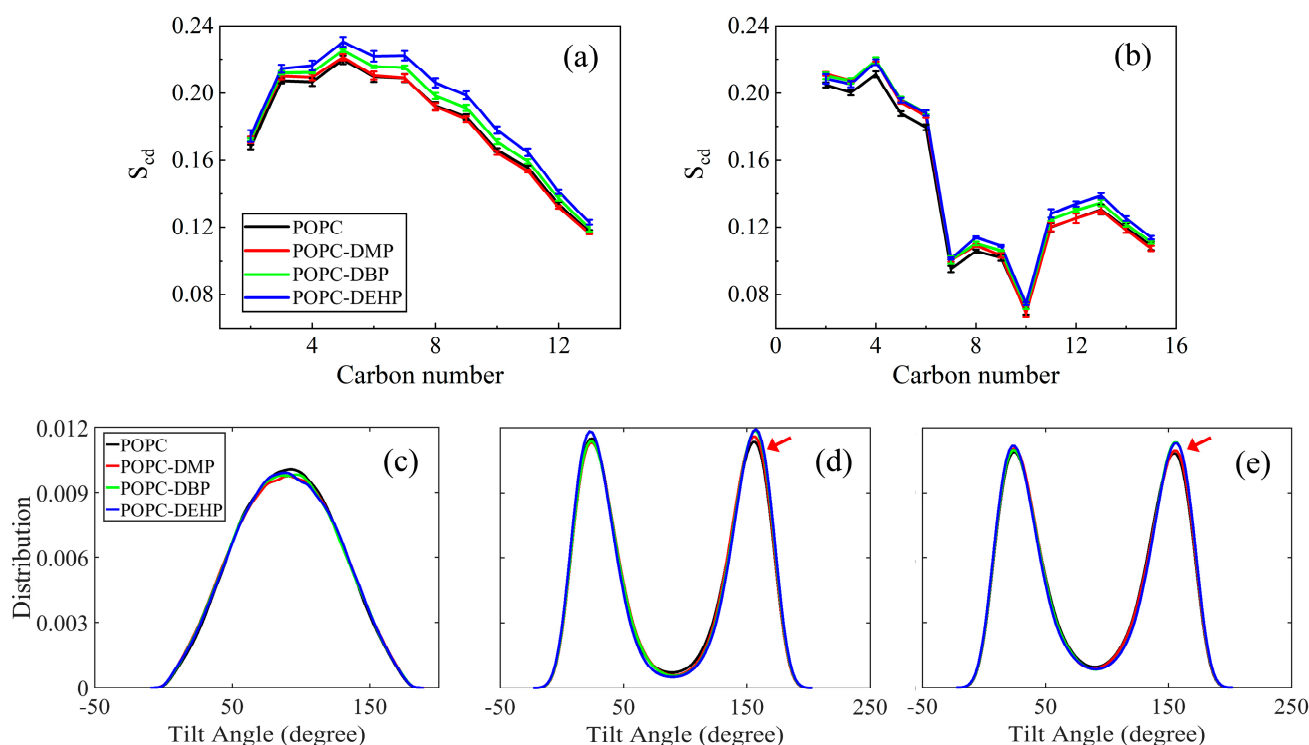 0.24
0.20
0.16
0.12
0.08
S_cd
(a)
POPC
POPC-DMP
POPC-DBP
POPC-DEHP
4
8
12
Carbon number
0.24
0.20
0.16
0.12
0.08
S_cd
(b)
0
4
8
12
16
Carbon number
0.012
0.009
0.006
0.003
0
Distribution
POPC
POPC-DMP
POPC-DBP
POPC-DEHP
(c)
-50
50
150
Tilt Angle (degree)
(d)
-50
50
150
250
Tilt Angle (degree)
(e)
-50
50
150
250
Tilt Angle (degree)